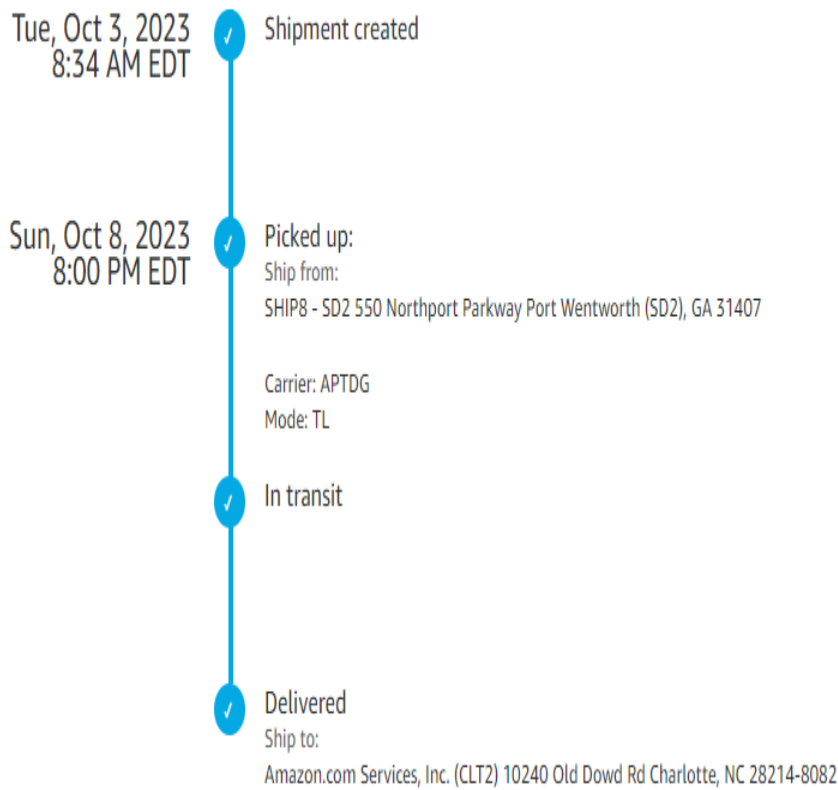 Tue, Oct 3, 2023
8:34 AM EDT
Shipment created
Sun, Oct 8, 2023
8:00 PM EDT
Picked up:
Ship from:
SHIP8 - SD2 550 Northport Parkway Port Wentworth (SD2), GA 31407
Carrier: APTDG
Mode: TL
In transit
Delivered
Ship to:
Amazon.com Services, Inc. (CLT2) 10240 Old Dowd Rd Charlotte, NC 28214-8082